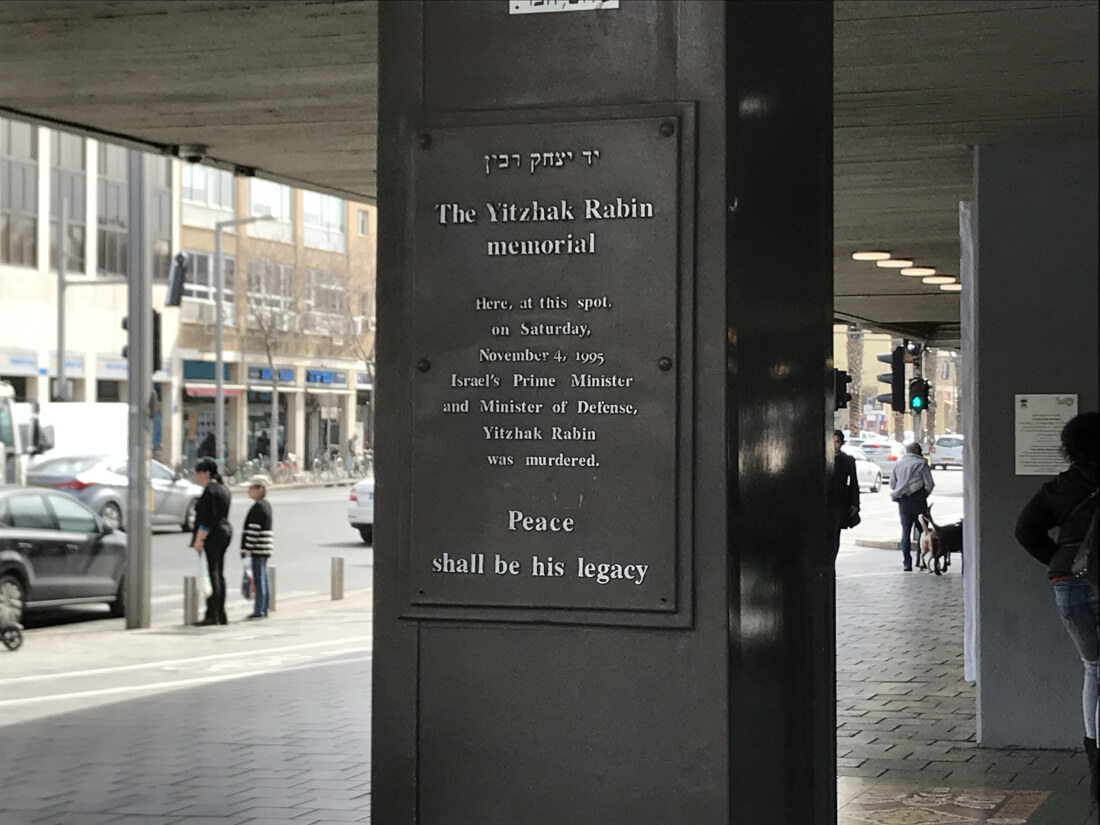 יד יצחק רבין
The Yitzhak Rabin
memorial
Here, at this spot,
on Saturday,
November 4, 1995
Israel's Prime Minister
and Minister of Defense,
Yitzhak Rabin
was murdered.
Peace
shall be his legacy